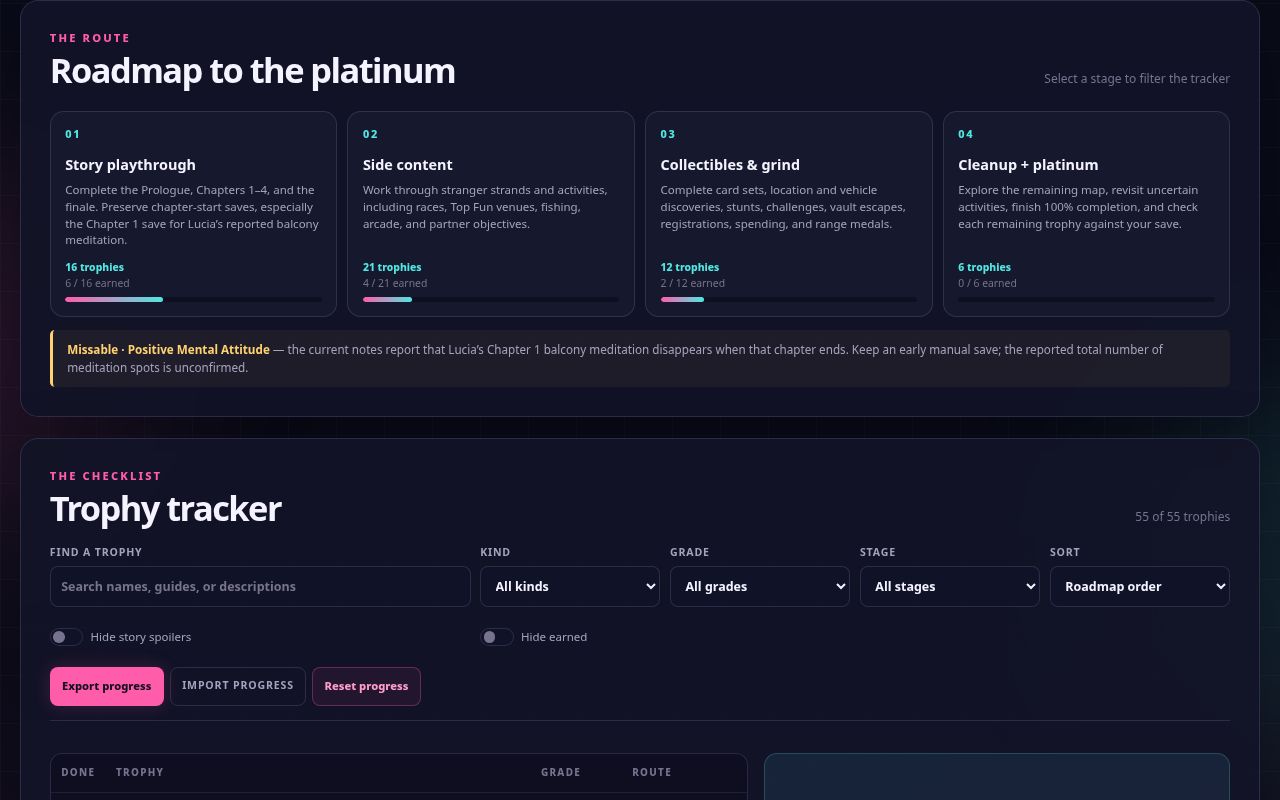 THE ROUTE
Roadmap to the platinum
Select a stage to filter the tracker
01
Story playthrough
Complete the Prologue, Chapters 1–4, and the
finale. Preserve chapter-start saves, especially
the Chapter 1 save for Lucia’s reported balcony
meditation.
16 trophies
6 / 16 earned
02
Side content
Work through stranger strands and activities,
including races, Top Fun venues, fishing,
arcade, and partner objectives.
21 trophies
4 / 21 earned
03
Collectibles & grind
Complete card sets, location and vehicle
discoveries, stunts, challenges, vault escapes,
registrations, spending, and range medals.
12 trophies
2 / 12 earned
04
Cleanup + platinum
Explore the remaining map, revisit uncertain
activities, finish 100% completion, and check
each remaining trophy against your save.
6 trophies
0 / 6 earned
Missable · Positive Mental Attitude — the current notes report that Lucia’s Chapter 1 balcony meditation disappears when that chapter ends. Keep an early manual save; the reported total number of
meditation spots is unconfirmed.
THE CHECKLIST
Trophy tracker
55 of 55 trophies
FIND A TROPHY
Search names, guides, or descriptions
KIND
All kinds
GRADE
All grades
STAGE
All stages
SORT
Roadmap order
Hide story spoilers
Hide earned
Export progress
IMPORT PROGRESS
Reset progress
DONE TROPHY GRADE ROUTE